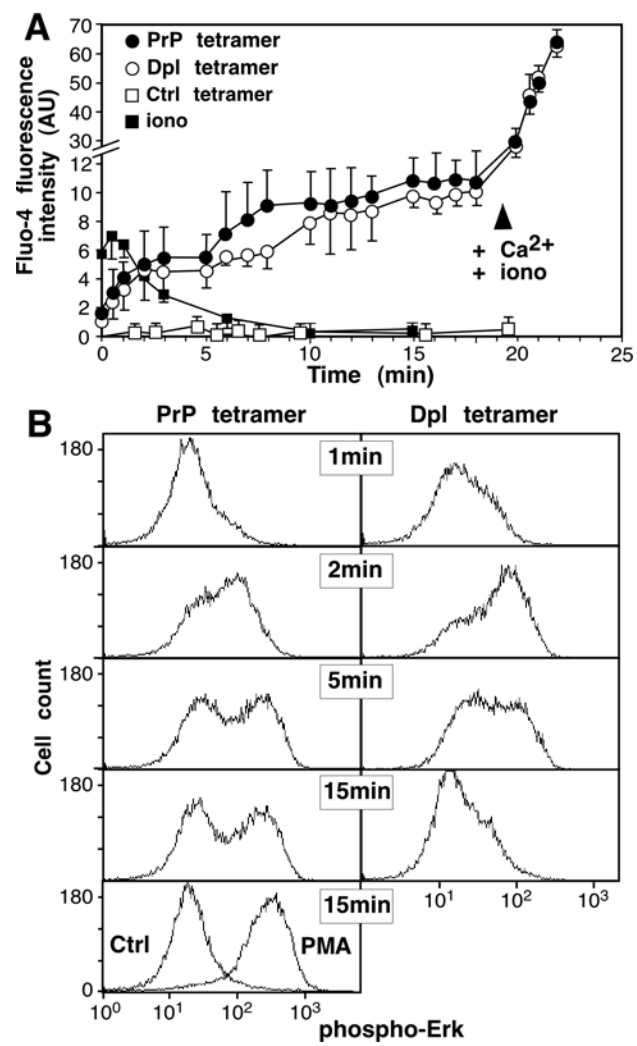 A
PrP tetramer
Dpl tetramer
Ctrl tetramer
iono
Fluo-4 fluorescence
intensity (AU)
70
60
50
40
30
12
10
8
6
4
2
0
+ Ca²⁺
+ iono
0 5 10 15 20 25
Time (min)
B
PrP tetramer Dpl tetramer
180 1min
180 2min
180 5min
180 15min
180 15min
Ctrl PMA
0
10⁰ 10¹ 10² 10³
10¹ 10² 10³
Cell count
phospho-Erk